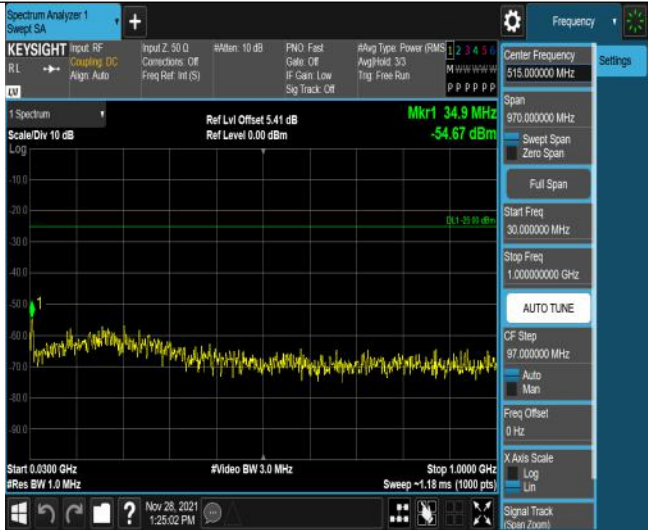 Spectrum Analyzer 1
Swept SA
Frequency
KEYSIGHT
RL
Input: RF
Coupling: DC
Align: Auto
Input Z: 50 Ω
Corrections: Off
Freq Ref: Int (S)
#Atten: 10 dB
PNO: Fast
Gate: Off
IF Gain: Low
Sig Track: Off
#Avg Type: Power (RMS
Avg|Hold: 3/3
Trig: Free Run
1 2 3 4 5 6
M W W W W W
P P P P P P
LV
Center Frequency
515.000000 MHz
Settings
Span
970.000000 MHz
Swept Span
Zero Span
Full Span
Start Freq
30.000000 MHz
Stop Freq
1.000000000 GHz
AUTO TUNE
CF Step
97.000000 MHz
Auto
Man
Freq Offset
0 Hz
X Axis Scale
Log
Lin
Signal Track
(Span Zoom)
1 Spectrum
Scale/Div 10 dB
Log
Ref Lvl Offset 5.41 dB
Ref Level 0.00 dBm
Mkr1 34.9 MHz
-54.67 dBm
-10.0
-20.0
DL1 -25.00 dBm
-30.0
-40.0
-50.0
1
-60.0
-70.0
-80.0
-90.0
Start 0.0300 GHz
#Video BW 3.0 MHz
Stop 1.0000 GHz
#Res BW 1.0 MHz
Sweep ~1.18 ms (1000 pts)
?
Nov 28, 2021
1:25:02 PM